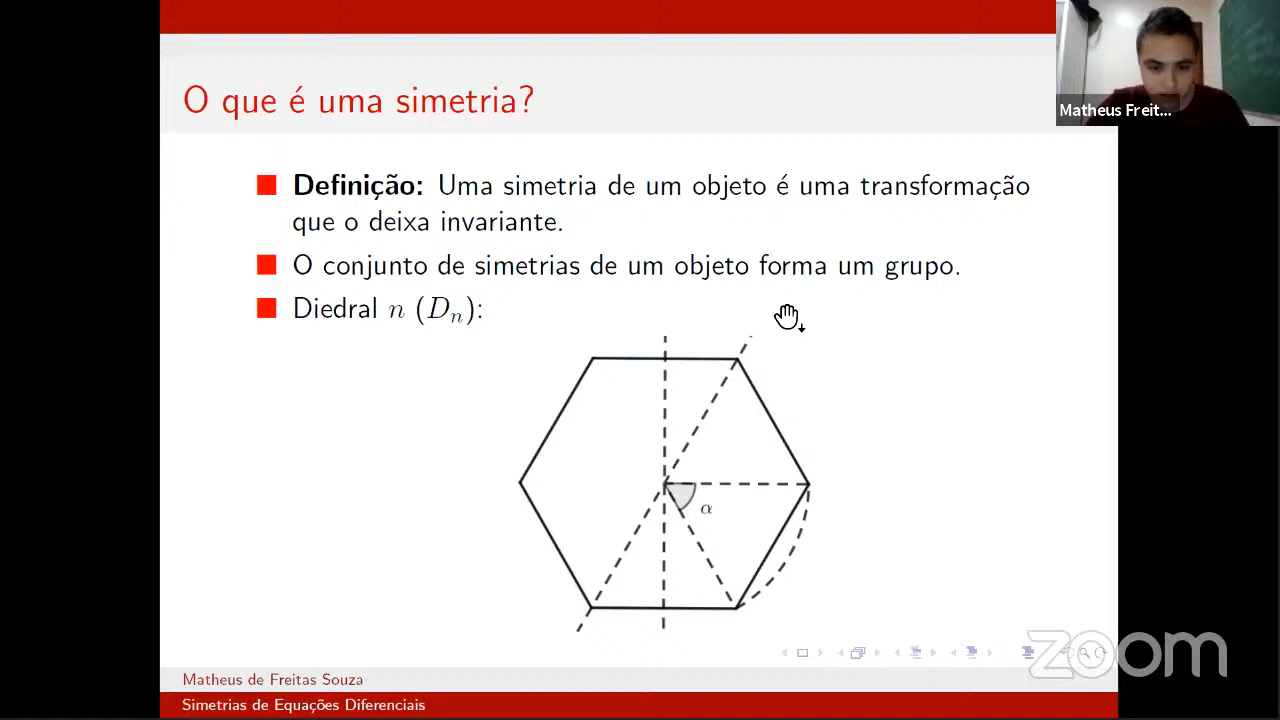 O que é uma simetria?
Matheus Freit...
Definição: Uma simetria de um objeto é uma transformação
que o deixa invariante.
O conjunto de simetrias de um objeto forma um grupo.
Diedral n (Dₙ):
α
zoom
Matheus de Freitas Souza
Simetrias de Equações Diferenciais